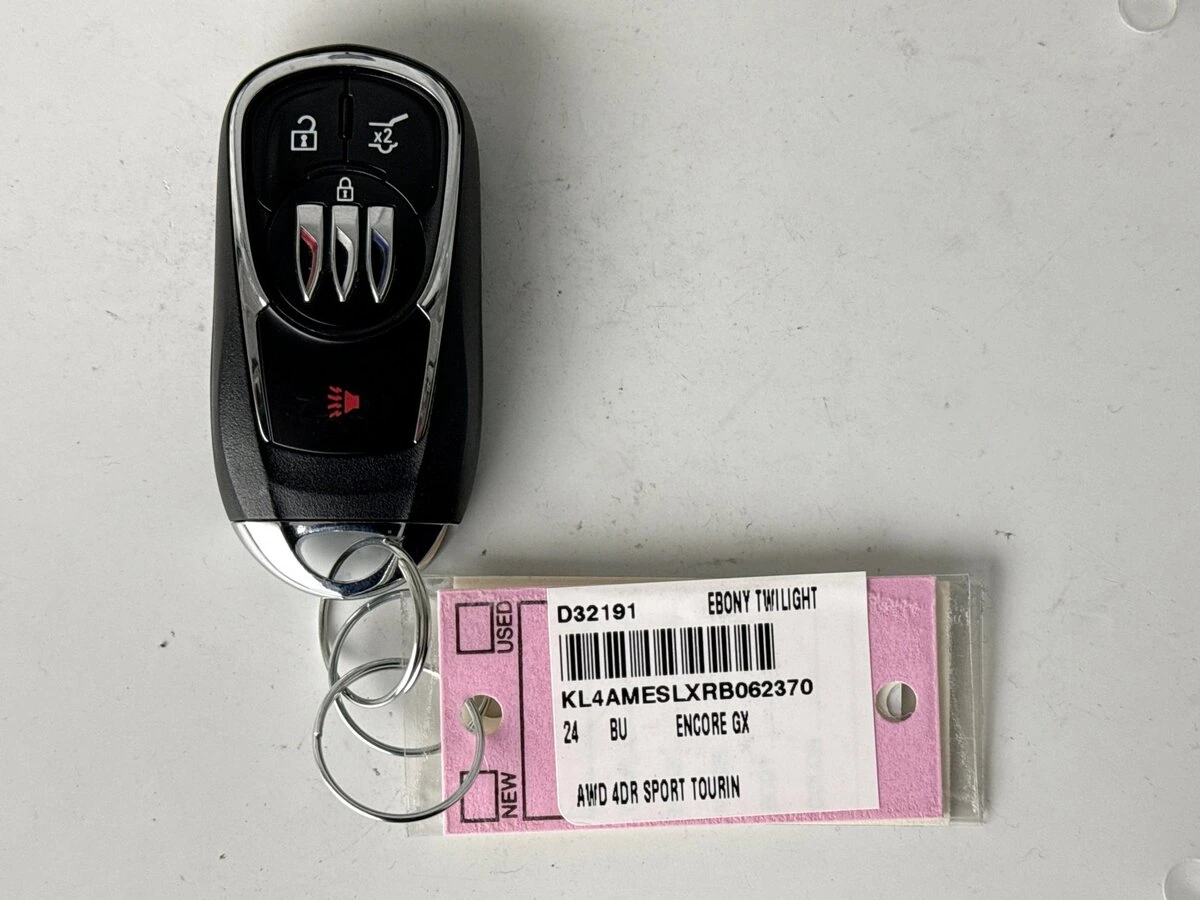 x2
USED
NEW
D32191 EBONY TWILIGHT
KL4AMESLXRB062370
24 BU ENCORE GX
AWD 4DR SPORT TOURIN